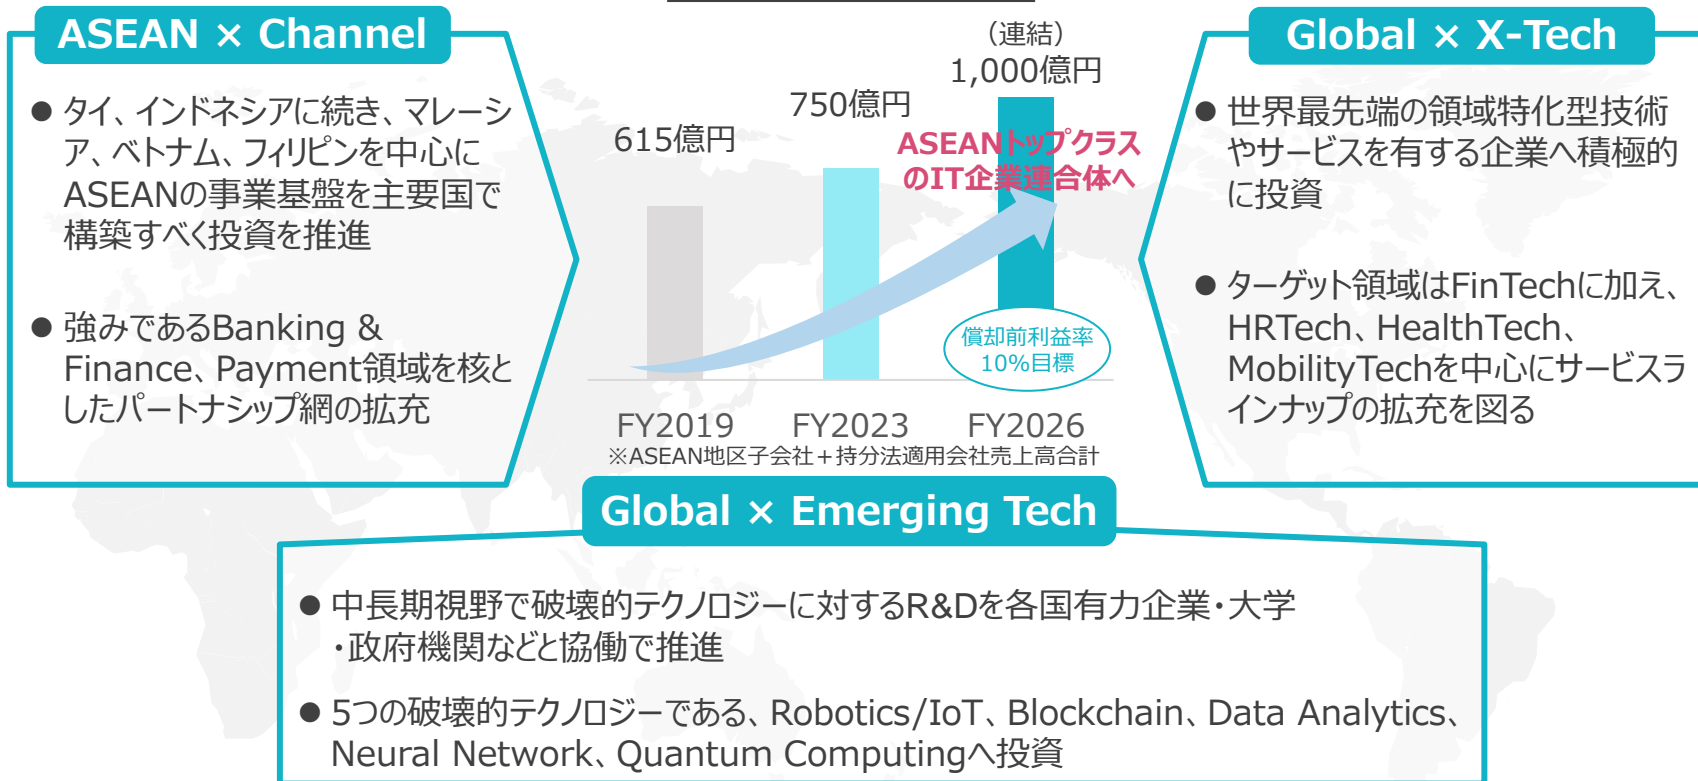 ASEAN × Channel
● タイ、インドネシアに続き、マレーシ
ア、ベトナム、フィリピンを中心に
ASEANの事業基盤を主要国で
構築すべく投資を推進
● 強みであるBanking &
Finance、Payment領域を核と
したパートナシップ網の拡充
615億円
750億円
（連結）
1,000億円
ASEANトップクラス
のIT企業連合体へ
償却前利益率
10%目標
FY2019
FY2023
FY2026
※ASEAN地区子会社＋持分法適用会社売上高合計
Global × X-Tech
● 世界最先端の領域特化型技術
やサービスを有する企業へ積極的
に投資
● ターゲット領域はFinTechに加え、
HRTech、HealthTech、
MobilityTechを中心にサービスラ
インナップの拡充を図る
Global × Emerging Tech
● 中長期視野で破壊的テクノロジーに対するR&Dを各国有力企業・大学
・政府機関などと協働で推進
● 5つの破壊的テクノロジーである、Robotics/IoT、Blockchain、Data Analytics、
Neural Network、Quantum Computingへ投資